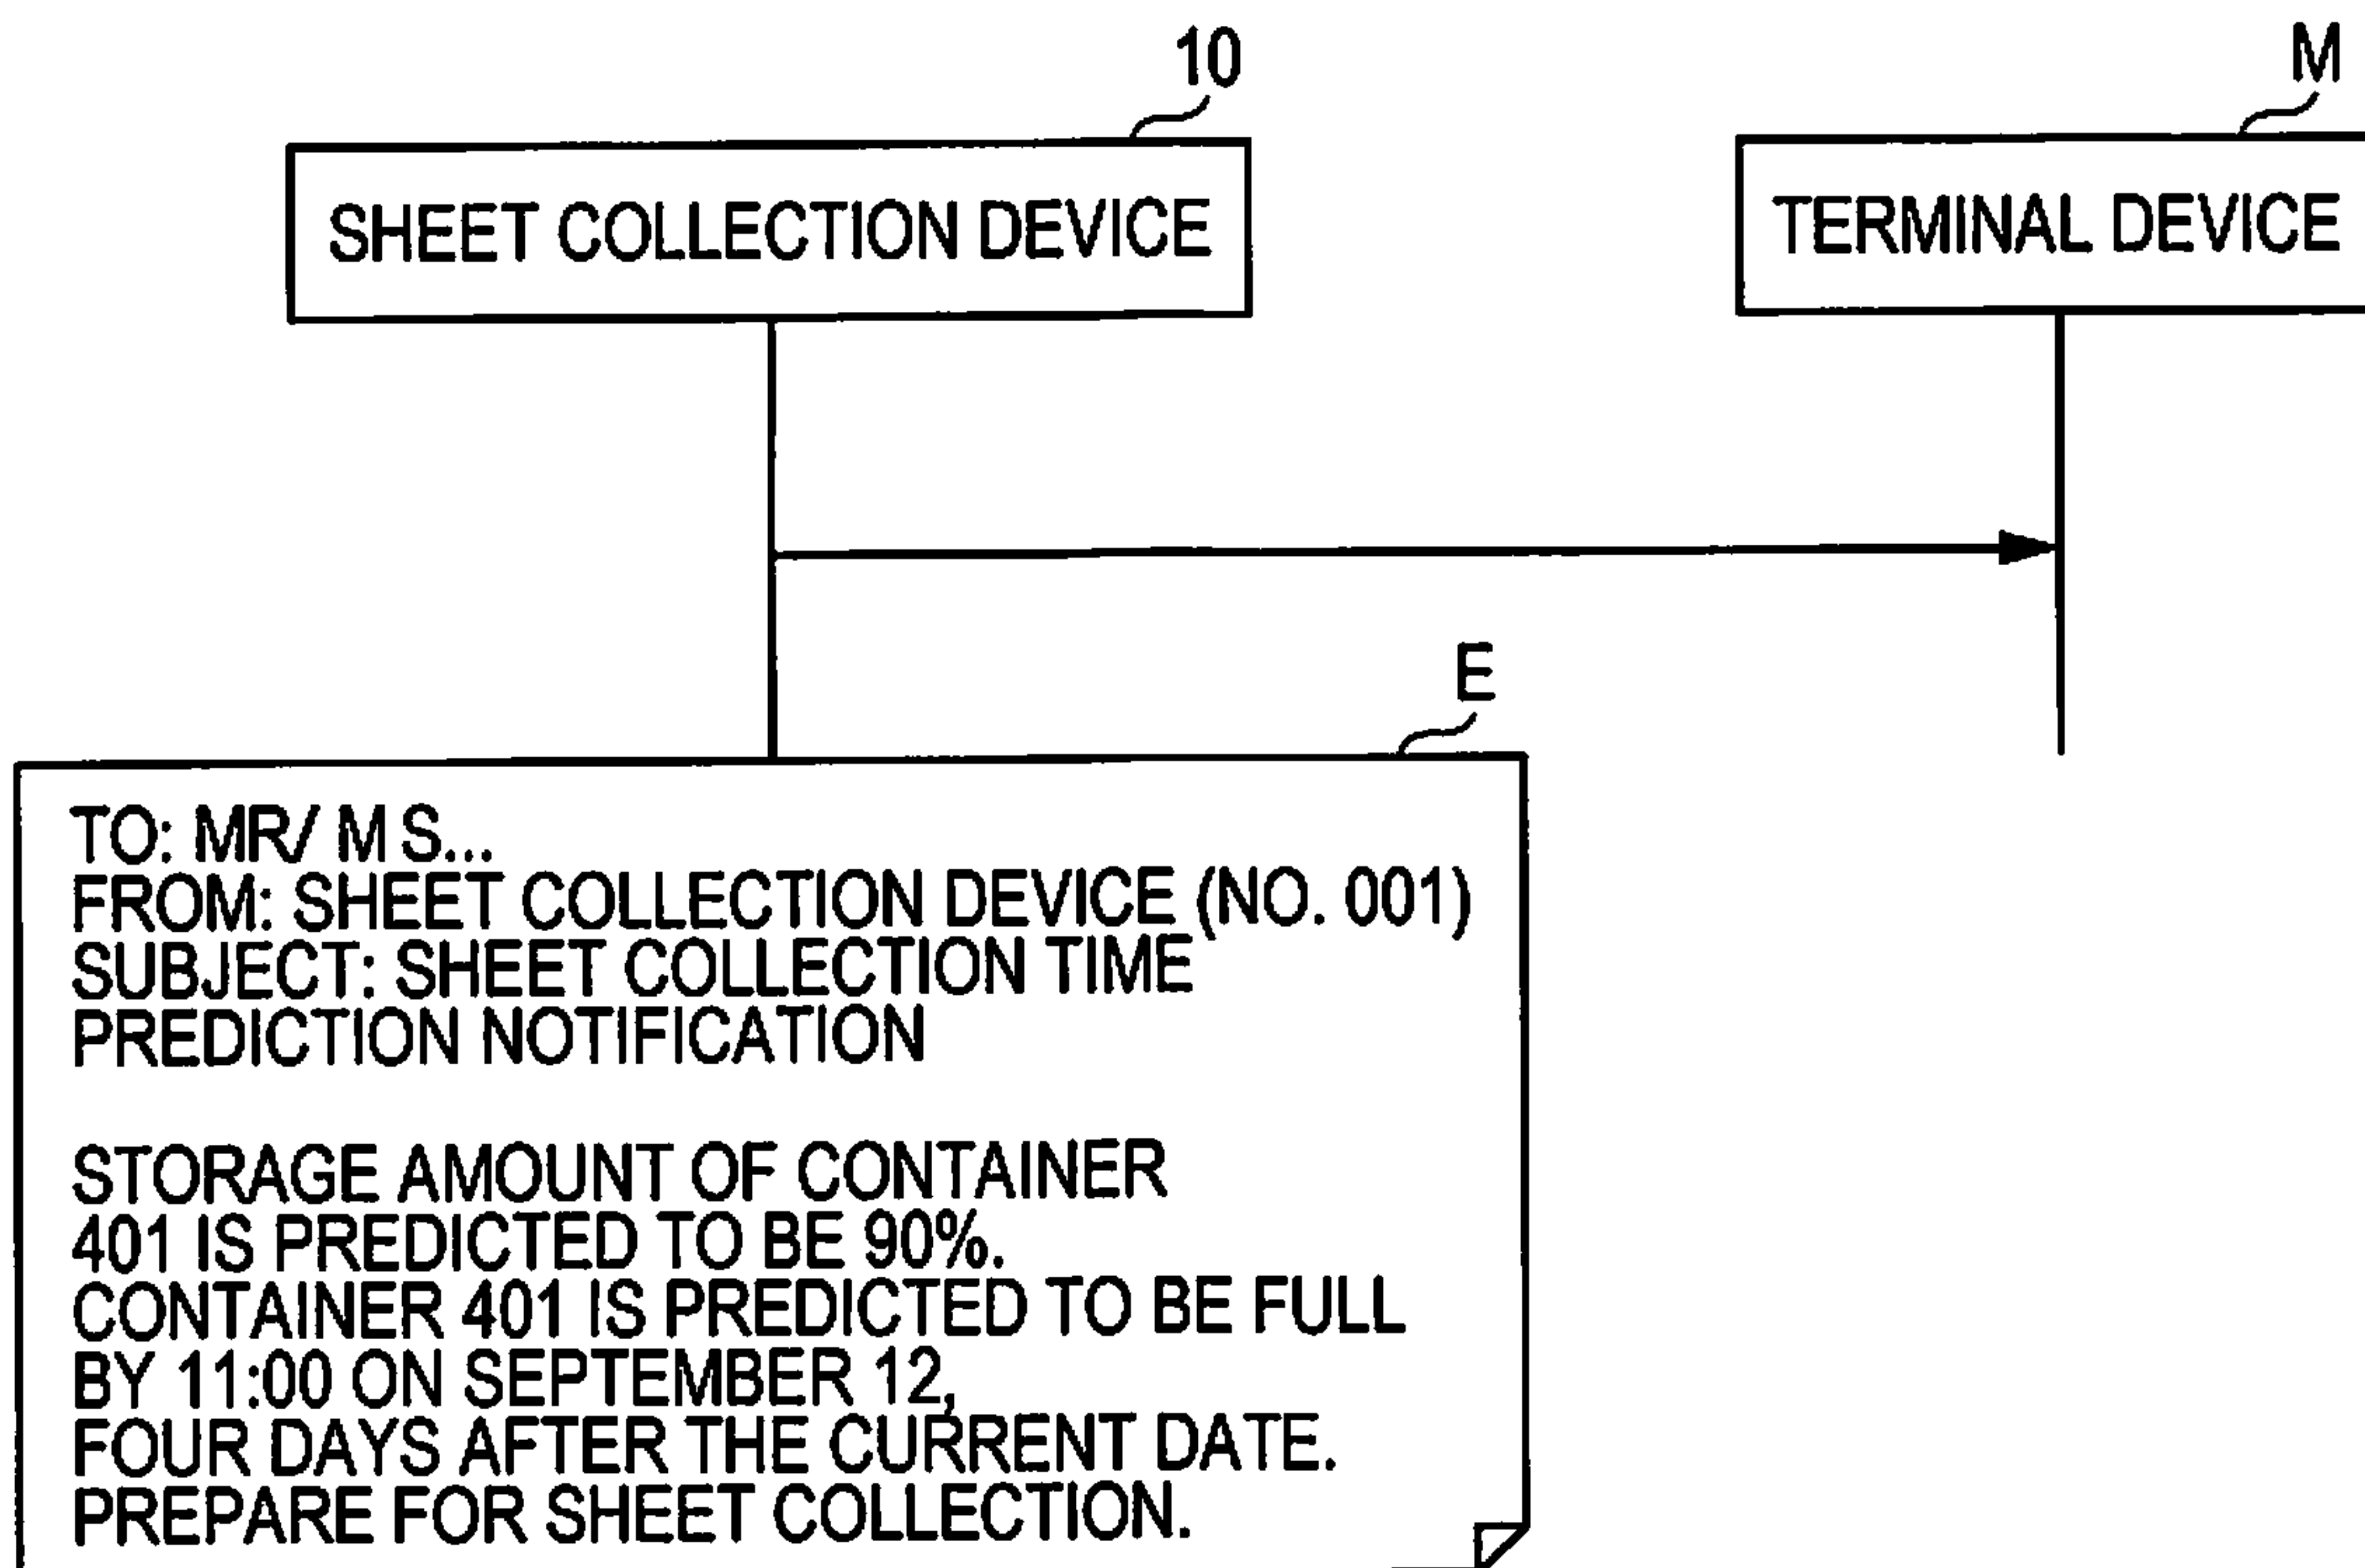 10
M
SHEET COLLECTION DEVICE
TERMINAL DEVICE
E
TO: MR/ M S...
FROM: SHEET COLLECTION DEVICE (NO. 001)
SUBJECT: SHEET COLLECTION TIME
PREDICTION NOTIFICATION
STORAGE AMOUNT OF CONTAINER
401 IS PREDICTED TO BE 90%.
CONTAINER 401 IS PREDICTED TO BE FULL
BY 11:00 ON SEPTEMBER 12,
FOUR DAYS AFTER THE CURRENT DATE.
PREPARE FOR SHEET COLLECTION.